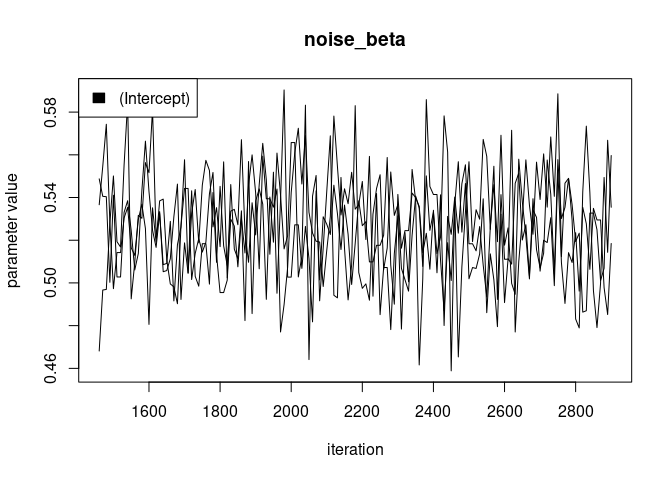 noise_beta
(Intercept)
parameter value
0.58
0.54
0.50
0.46
1600 1800 2000 2200 2400 2600 2800
iteration